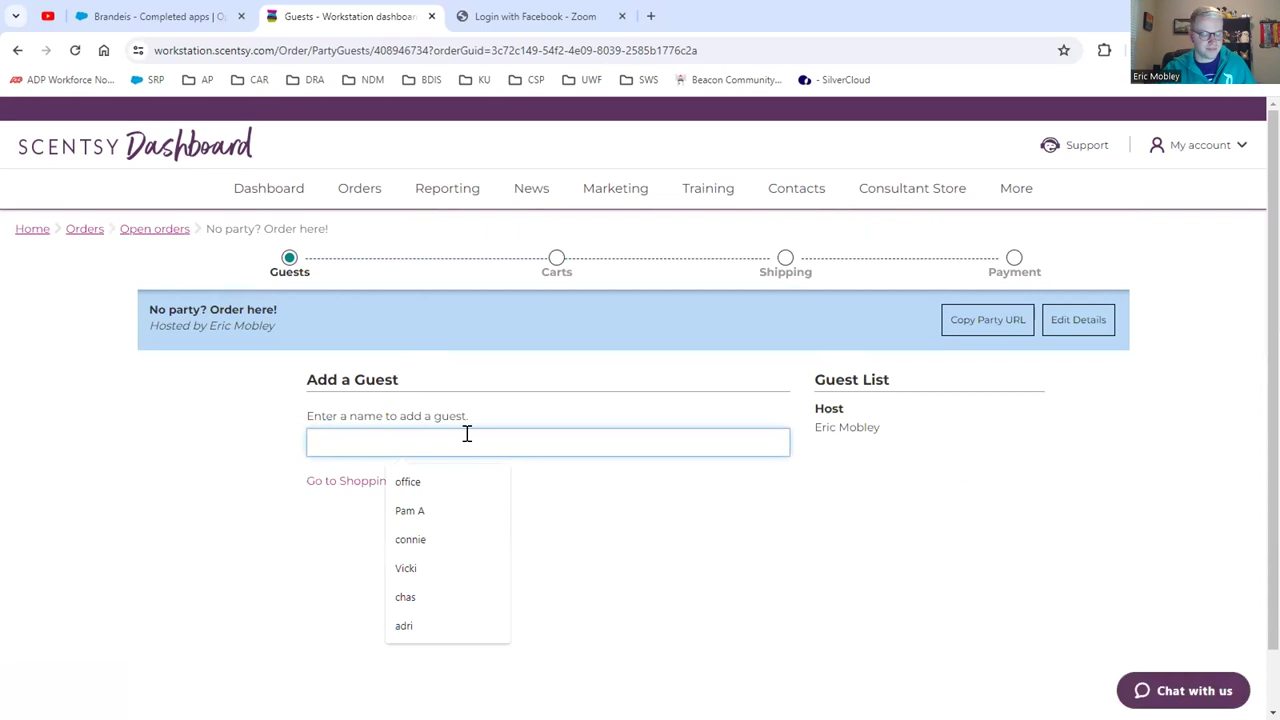 Brandeis - Completed apps | O
Guests - Workstation dashboar
Login with Facebook - Zoom
workstation.scentsy.com/Order/PartyGuests/408946734?orderGuid=3c72c149-54f2-4e09-8039-2585b1776c2a
ADP Workforce No... SRP AP CAR DRA NDM BDIS KU CSP UWF SWS Beacon Community... - SilverCloud
Eric Mobley
SCENTSY Dashboard
Support
My account
Dashboard Orders Reporting News Marketing Training Contacts Consultant Store More
Home Orders Open orders No party? Order here!
Guests Carts Shipping Payment
No party? Order here!
Hosted by Eric Mobley
Copy Party URL
Edit Details
Add a Guest
Enter a name to add a guest.
Go to Shoppin
office
Pam A
connie
Vicki
chas
adri
Guest List
Host
Eric Mobley
Chat with us